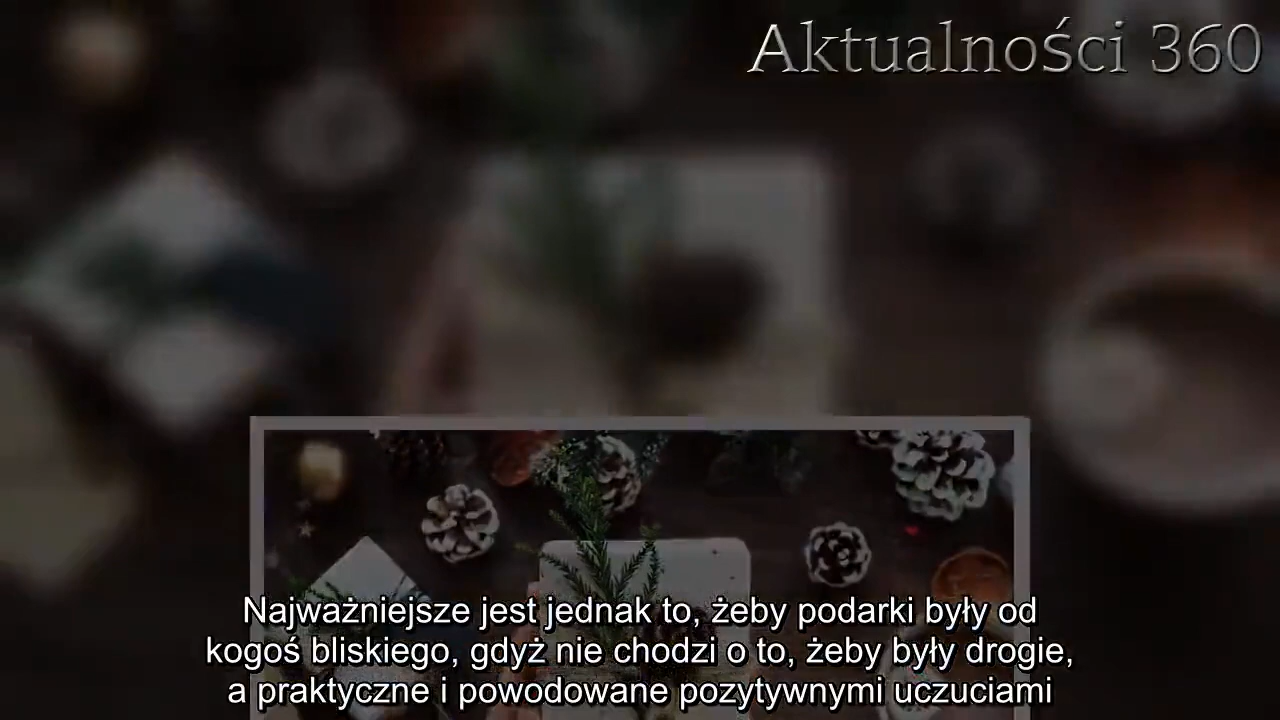 Aktualności 360
Najważniejsze jest jednak to, żeby podarki były od
kogoś bliskiego, gdyż nie chodzi o to, żeby były drogie,
a praktyczne i powodowane pozytywnymi uczuciami